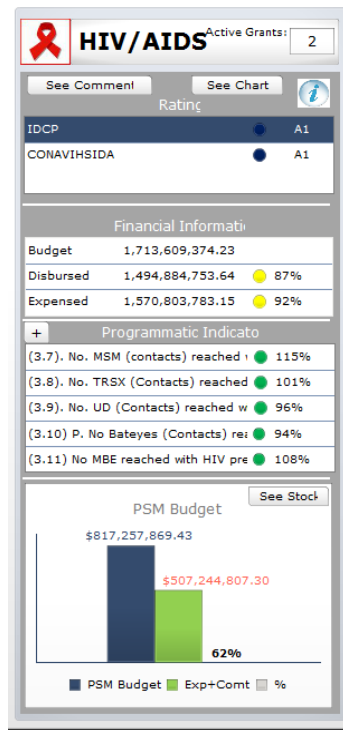 HIV/AIDS Active Grants: 2
See Comment See Chart
Rating
IDCP A1
CONAVIHSIDA A1
Financial Informati
Budget 1,713,609,374.23
Disbursed 1,494,884,753.64 87%
Expensed 1,570,803,783.15 92%
+ Programmatic Indicato
(3.7). No. MSM (contacts) reached 115%
(3.8). No. TRSX (Contacts) reached 101%
(3.9). No. UD (Contacts) reached w 96%
(3.10) P. No Bateyes (Contacts) rea 94%
(3.11) No MBE reached with HIV pre 108%
See Stock
PSM Budget
$817,257,869.43
$507,244,807.30
62%
PSM Budget Exp+Comt %